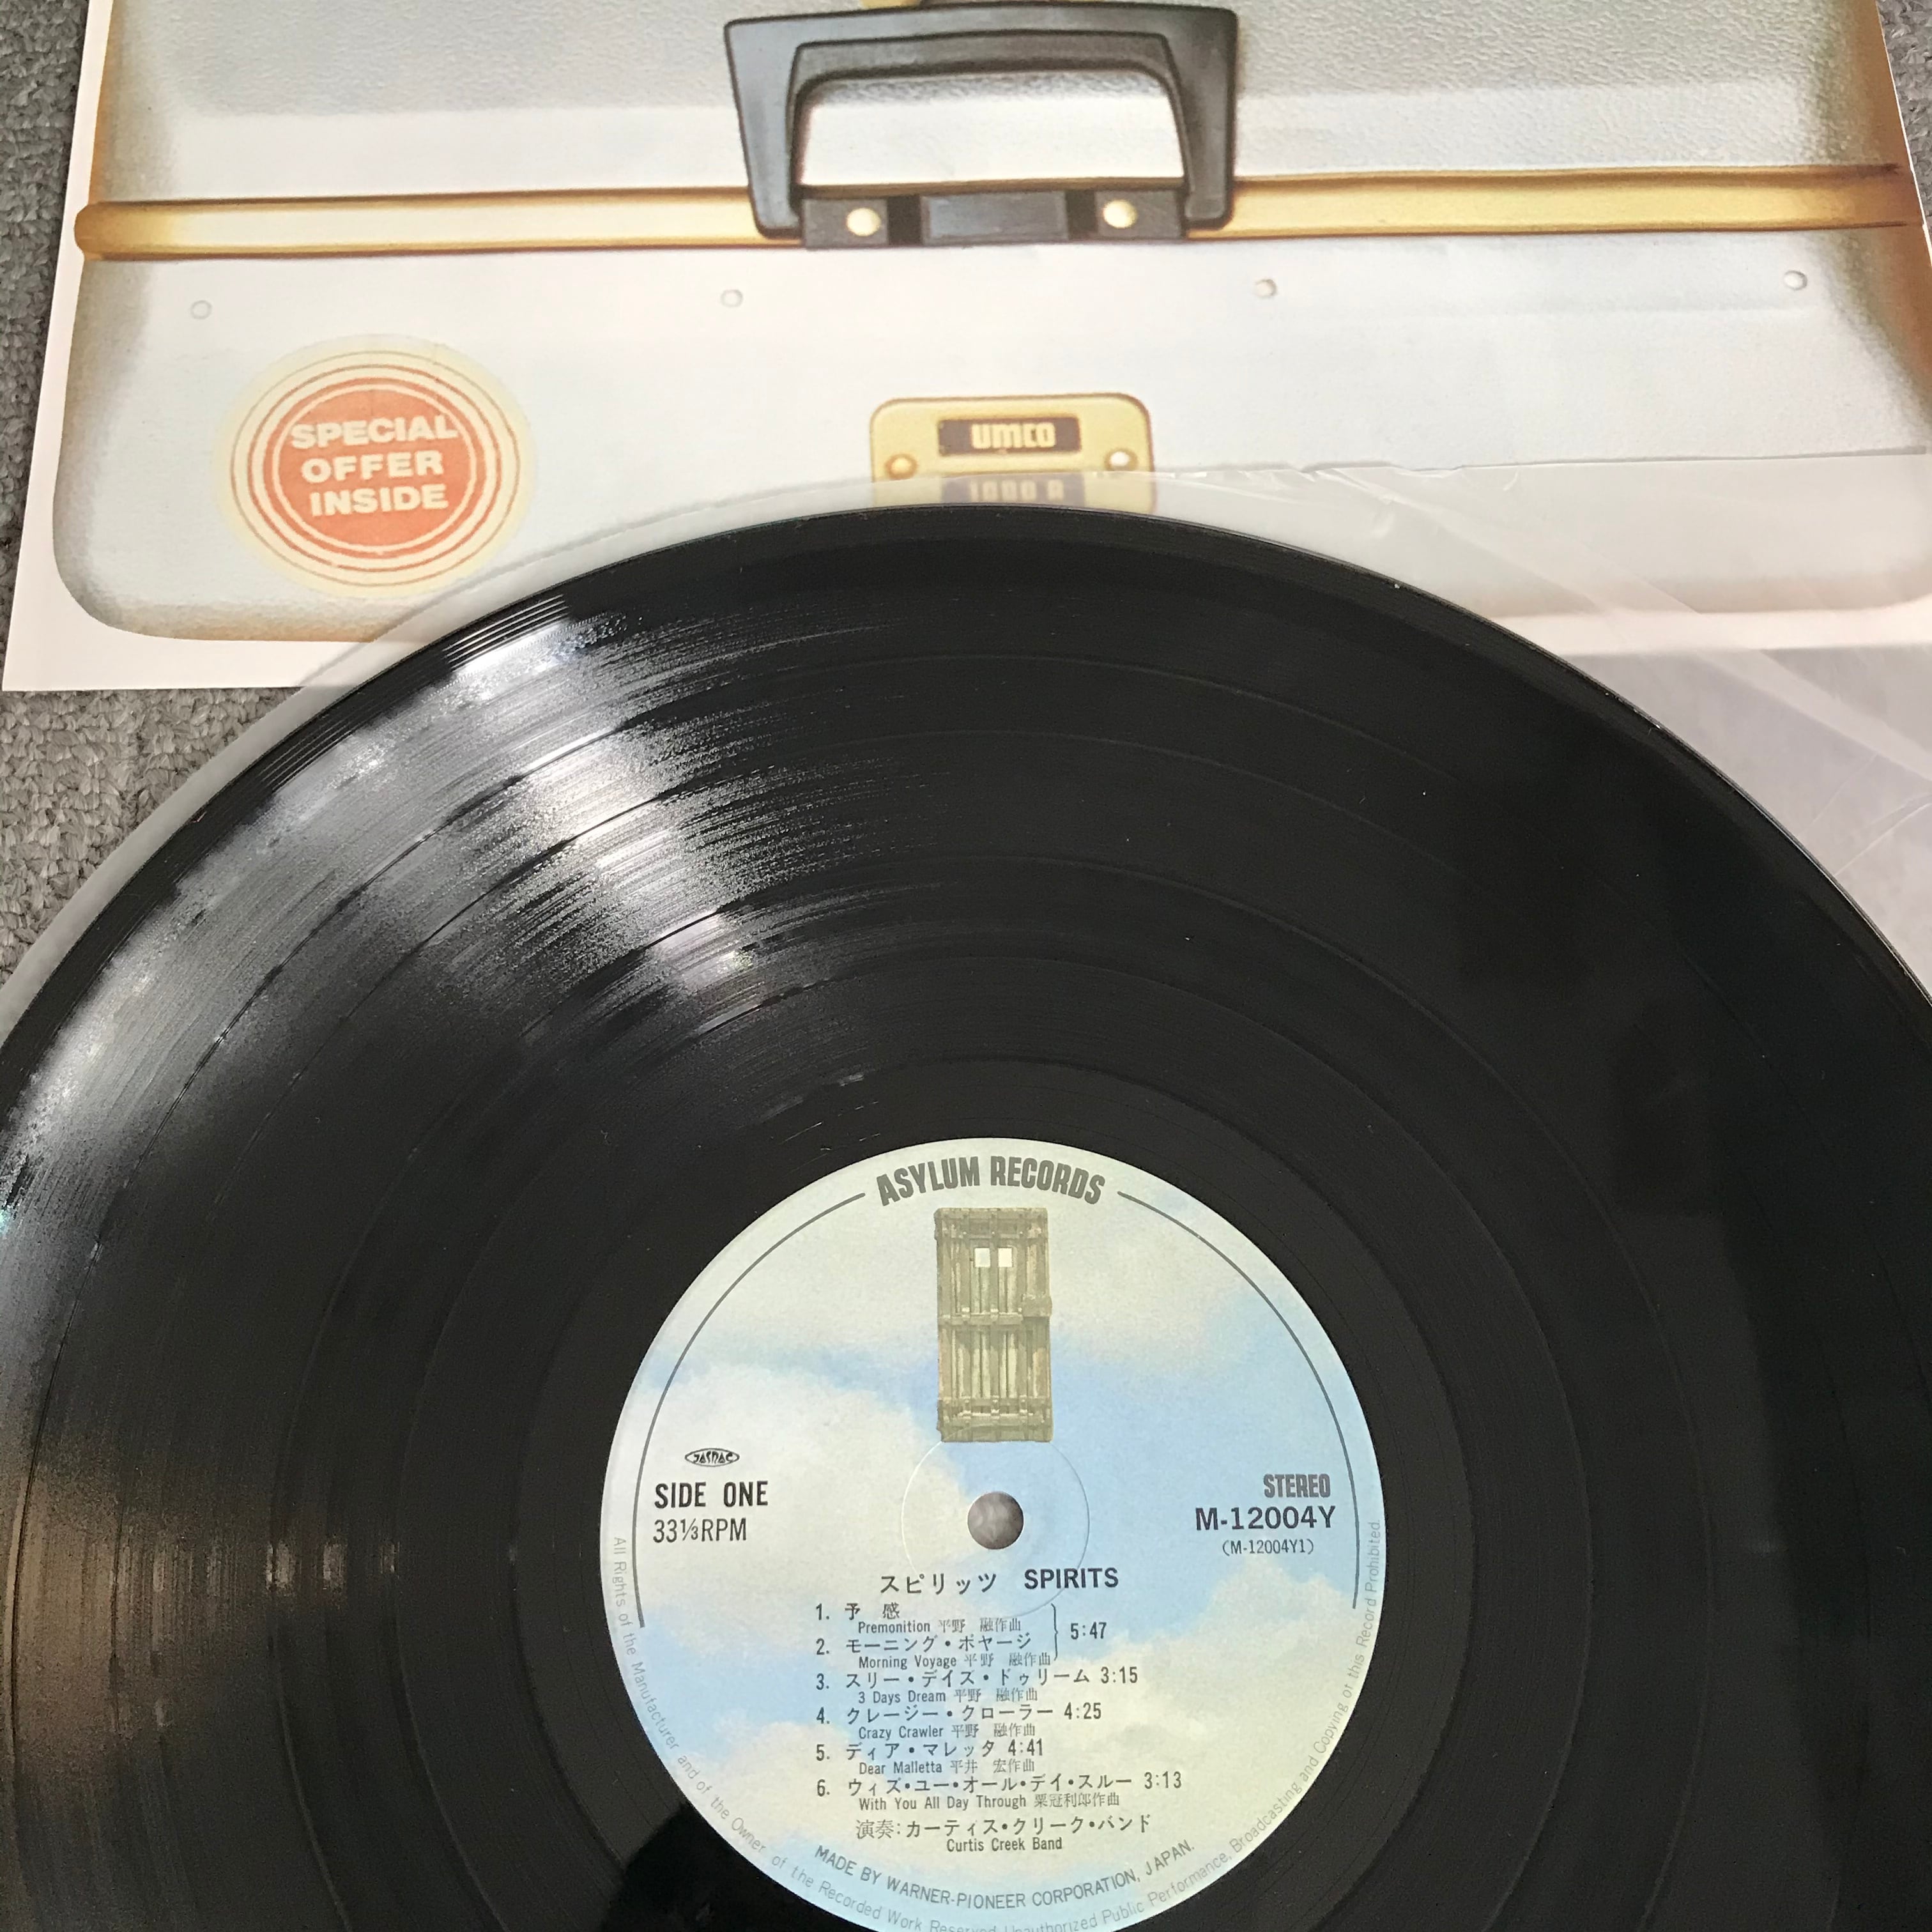 SPECIAL
OFFER
INSIDE
umco
1000 A
ASYLUM RECORDS
JASRAC
SIDE ONE
33⅓RPM
STEREO
M-12004Y
(M-12004Y1)
スピリッツ SPIRITS
1. 予 感
Premonition 平野 融作曲
2. モーニング・ボヤージ
Morning Voyage 平野 融作曲
5:47
3. スリー・デイズ・ドゥリーム 3:15
3 Days Dream 平野 融作曲
4. クレージー・クローラー 4:25
Crazy Crawler 平野 融作曲
5. ディア・マレッタ 4:41
Dear Malletta 平井 宏作曲
6. ウィズ・ユー・オール・デイ・スルー 3:13
With You All Day Through 栗冠利郎作曲
演奏:カーティス・クリーク・バンド
Curtis Creek Band
MADE BY WARNER-PIONEER CORPORATION, JAPAN.
All Rights of the Manufacturer and of the Owner of the Recorded Work Reserved Unauthorized Public Performance, Broadcasting and Copying of this Record Prohibited.